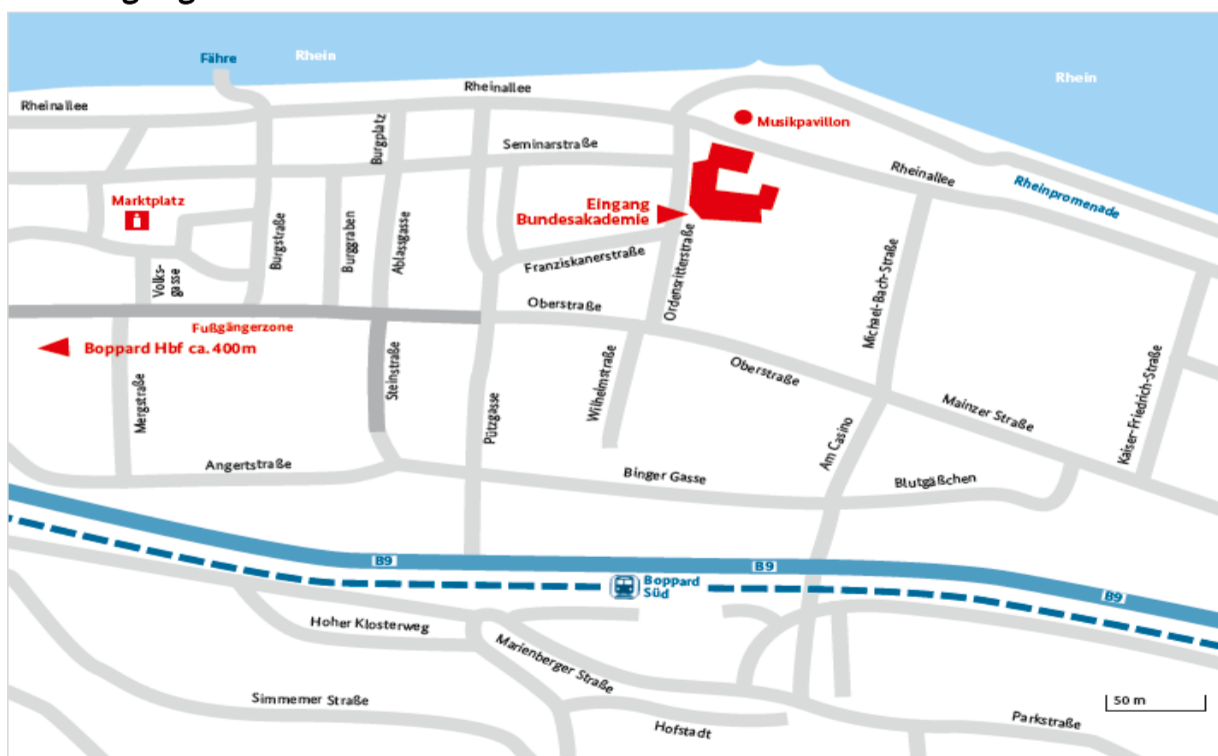 Fähre
Rhein
Rhein
Rheinallee
Rheinallee
Burgplatz
Musikpavillon
Seminarstraße
Rheinallee
Rheinpromenade
Marktplatz
Eingang
Bundesakademie
Burgstraße
Burggraben
Ablassgasse
Franziskanerstraße
Ordensritterstraße
Michael-Bach-Straße
Volks-
gasse
Oberstraße
Fußgängerzone
Boppard Hbf ca. 400m
Mergstraße
Steinstraße
Pützgasse
Wilhelmstraße
Oberstraße
Mainzer Straße
Kaiser-Friedrich-Straße
Am Casino
Angertstraße
Binger Gasse
Blutgäßchen
B9
B9
B9
Boppard
Süd
Hoher Klosterweg
Marienberger Straße
Simmemer Straße
Hofstadt
Parkstraße
50 m